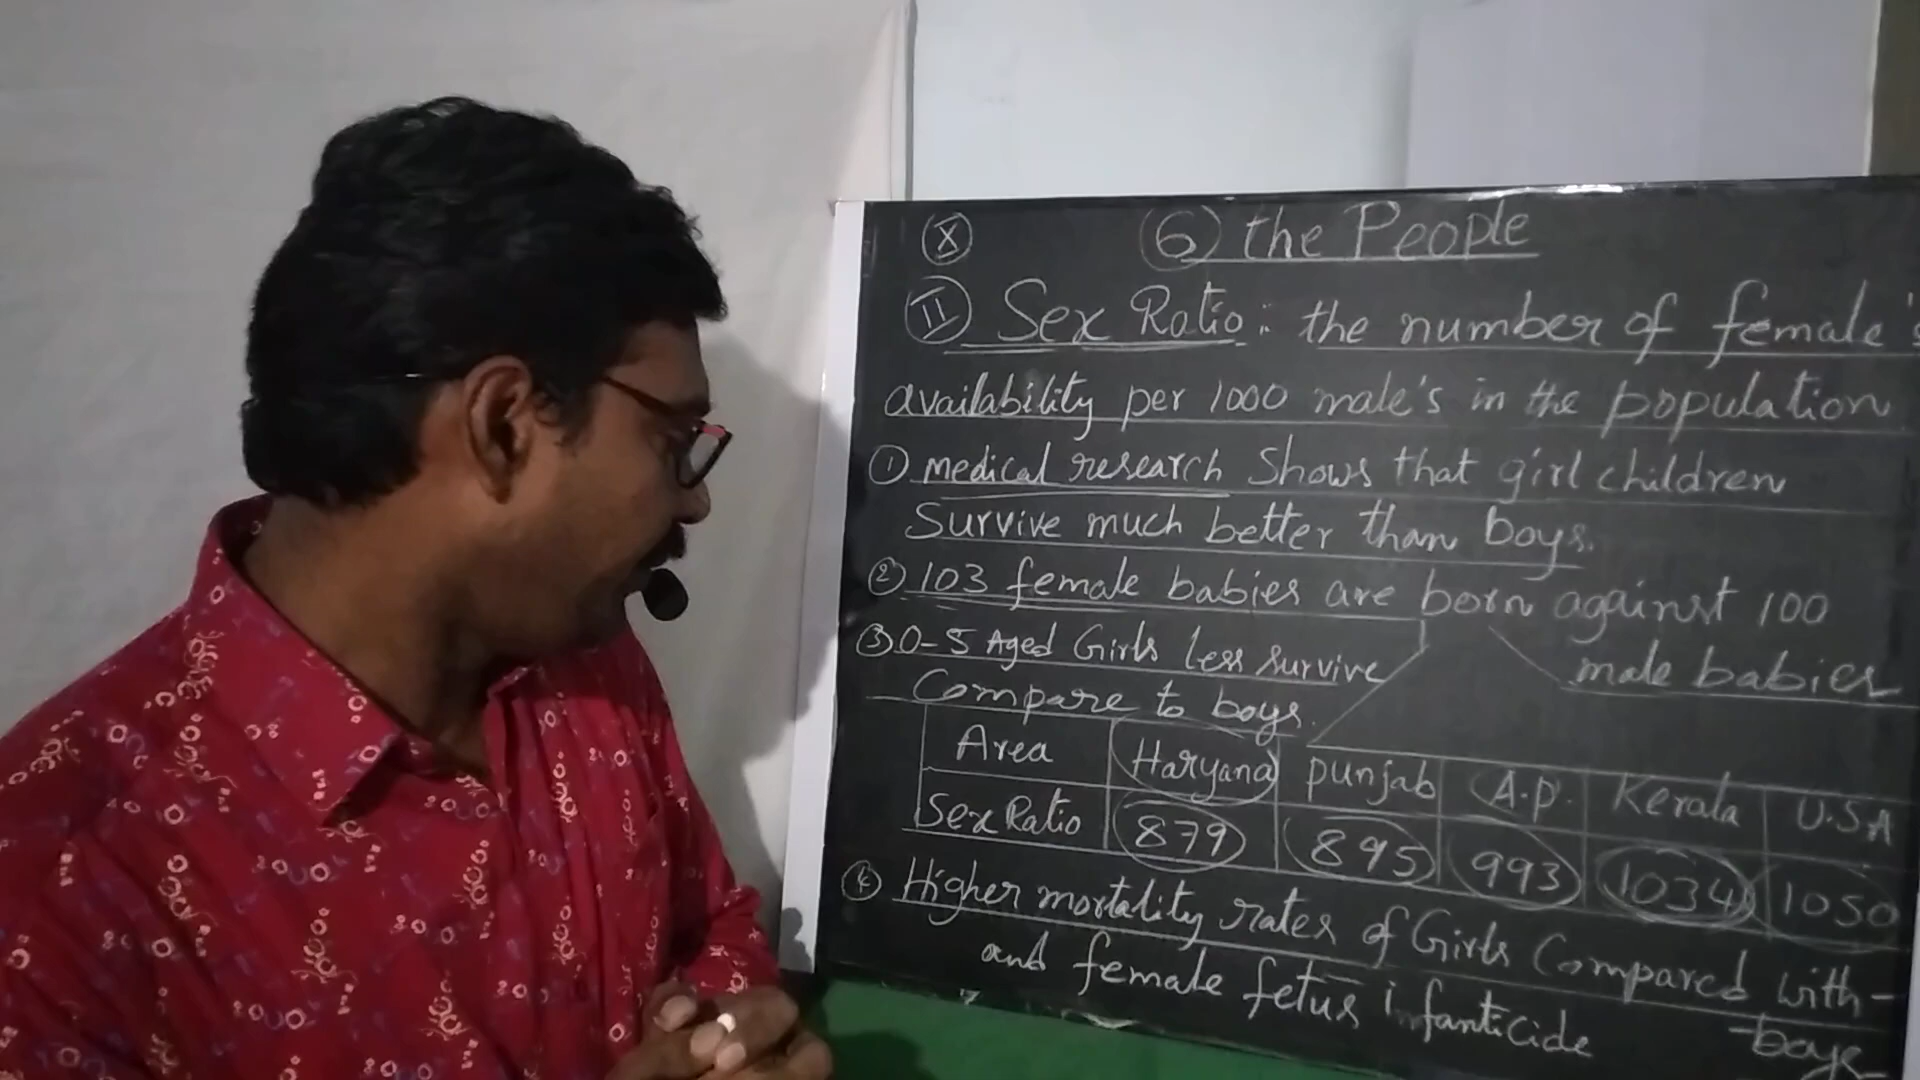 X 6 the People
II Sex Ratio: the number of female's
availability per 1000 male's in the population
1 medical research shows that girl children
Survive much better than boys.
2 103 female babies are born against 100
male babies
3 0-5 Aged Girls Less survive
Compare to boys.
Area Haryana punjab A.P. Kerala U.S.A
Sex Ratio 879 895 993 1034 1050
4 Higher mortality rates of Girls Compared with-
boys
and female fetus infanticide